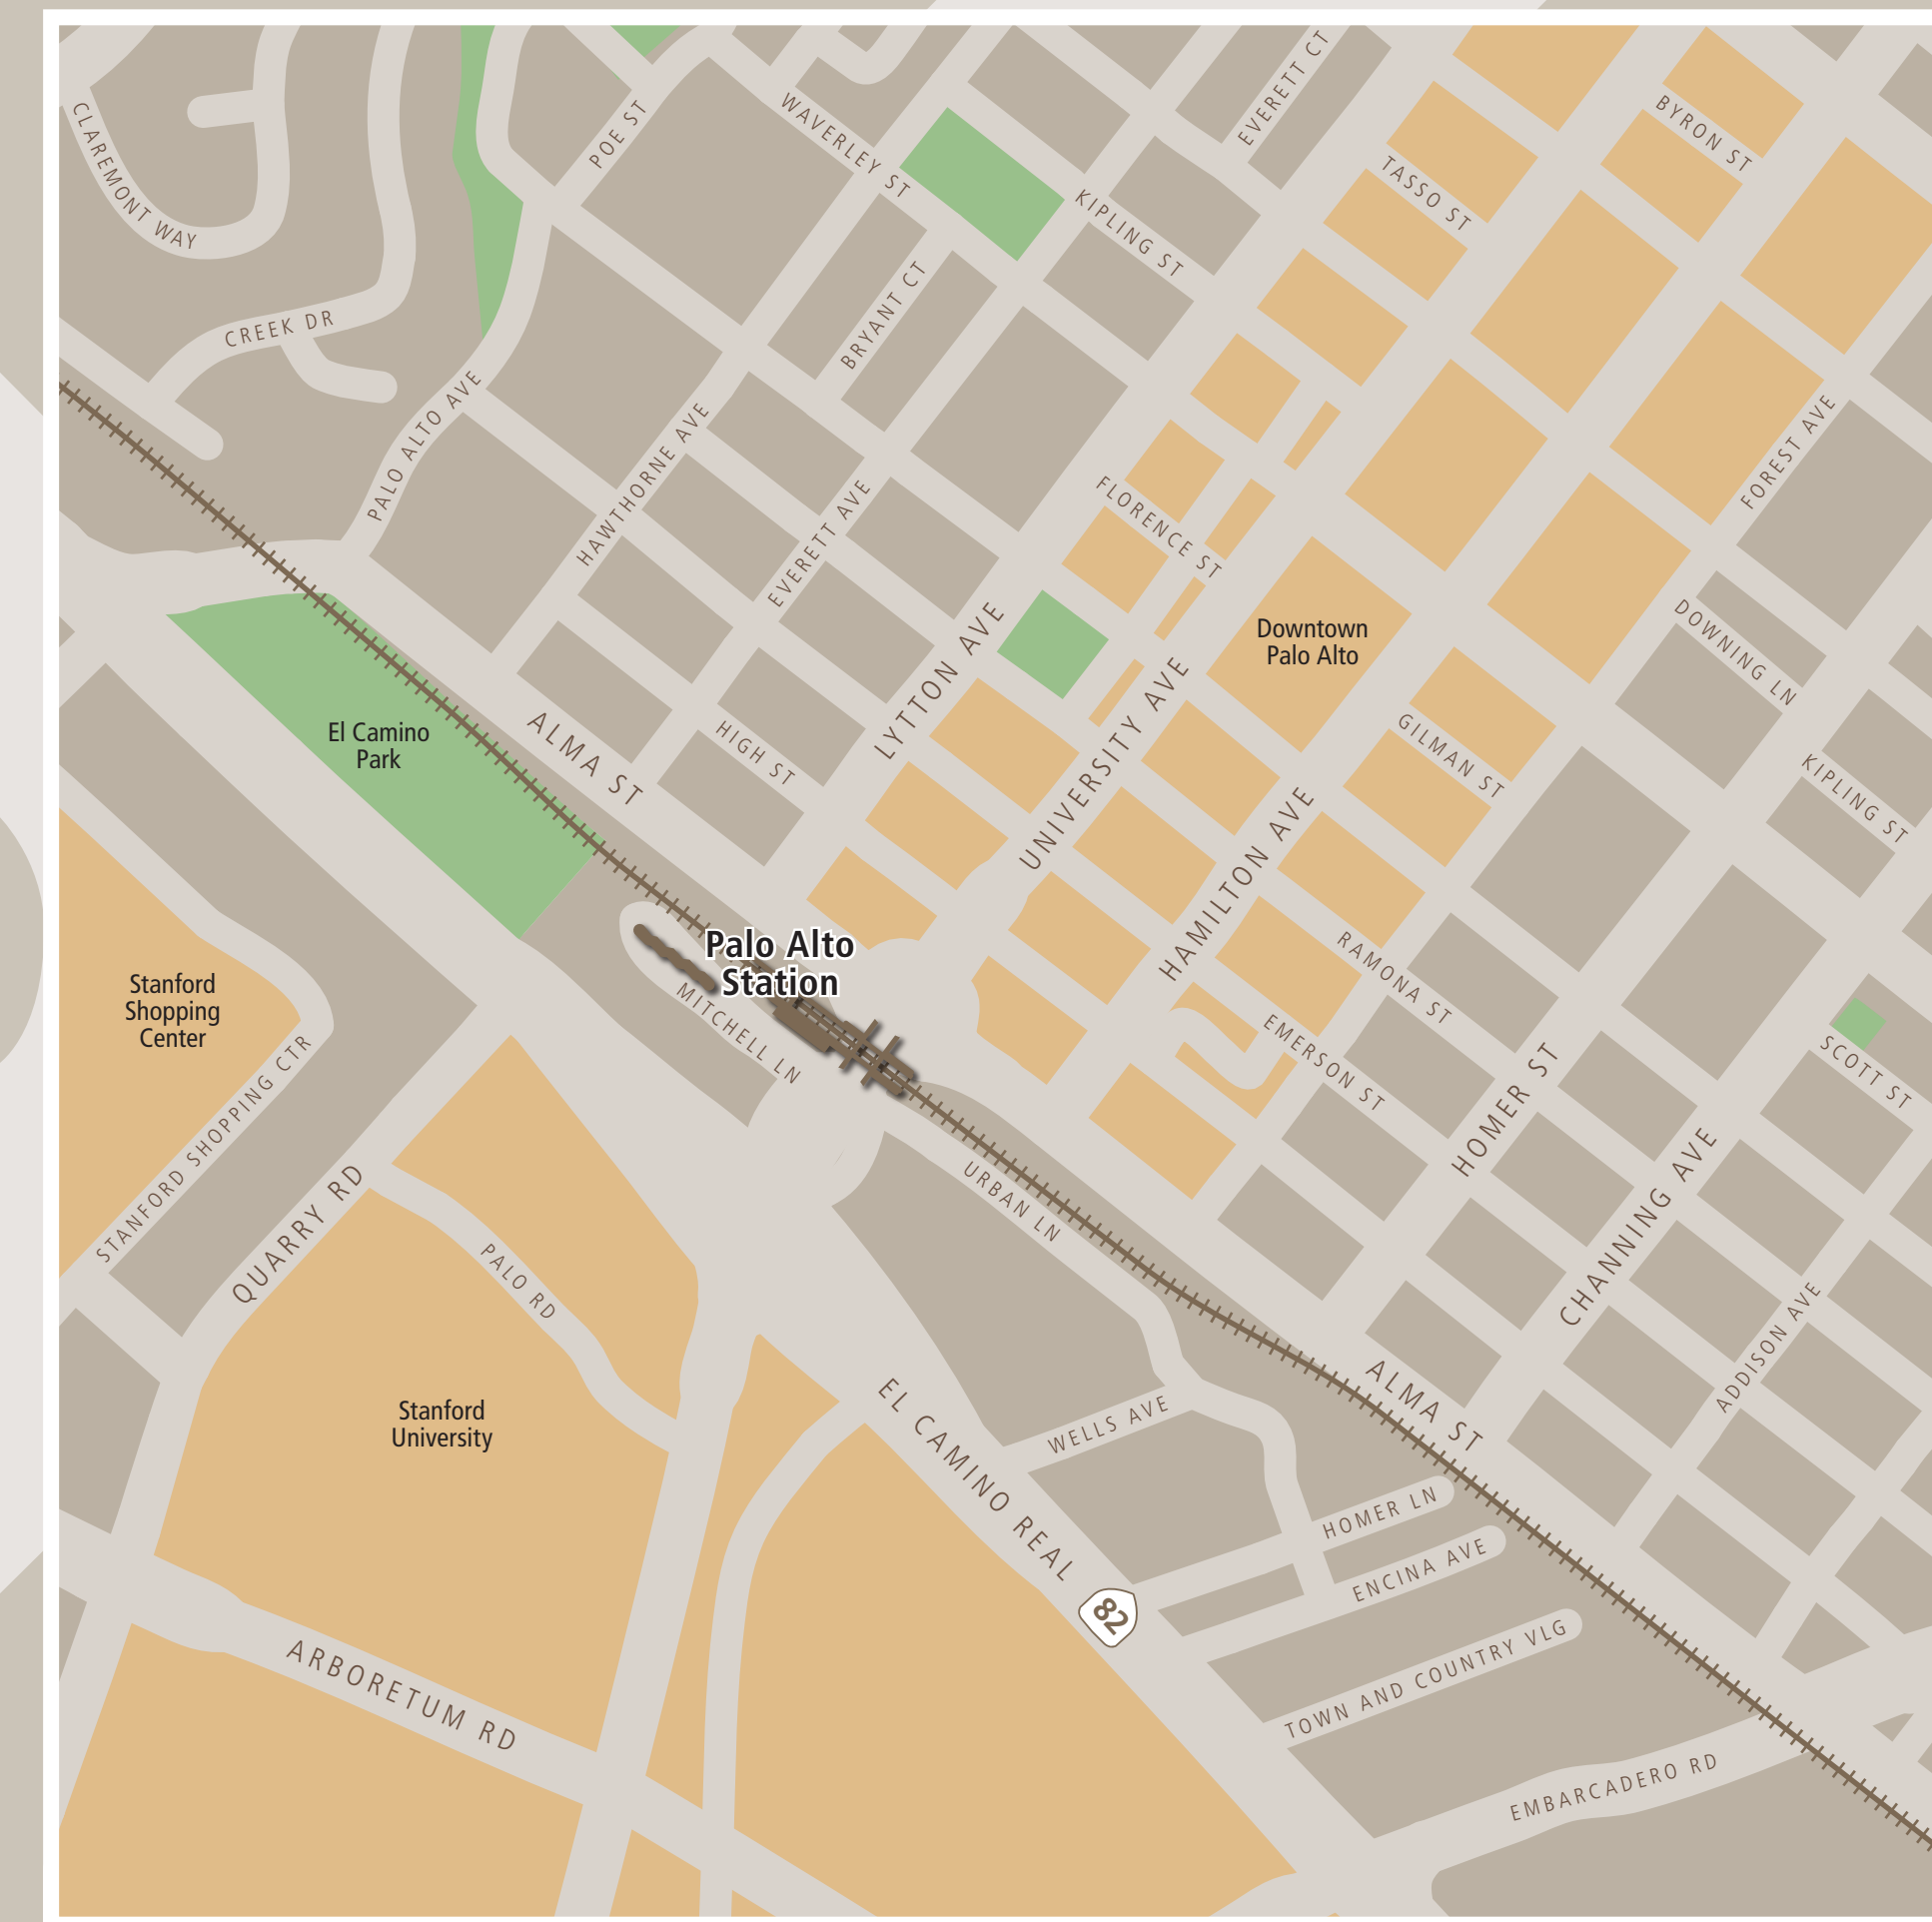 EVERETT CT
BYRON ST
CLAREMONT WAY
POE ST
WAVERLEY ST
TASSO ST
KIPLING ST
BRYANT CT
CREEK DR
PALO ALTO AVE
HAWTHORNE AVE
FOREST AVE
EVERETT AVE
FLORENCE ST
LYTTON AVE
Downtown
Palo Alto
DOWNING LN
UNIVERSITY AVE
El Camino
Park
ALMA ST
HIGH ST
GILMAN ST
KIPLING ST
HAMILTON AVE
Palo Alto
Station
RAMONA ST
Stanford
Shopping
Center
MITCHELL LN
EMERSON ST
SCOTT ST
STANFORD SHOPPING CTR
HOMER ST
QUARRY RD
URBAN LN
CHANNING AVE
PALO RD
ADDISON AVE
Stanford
University
EL CAMINO REAL
WELLS AVE
ALMA ST
HOMER LN
ENCINA AVE
82
TOWN AND COUNTRY VLG
ARBORETUM RD
EMBARCADERO RD